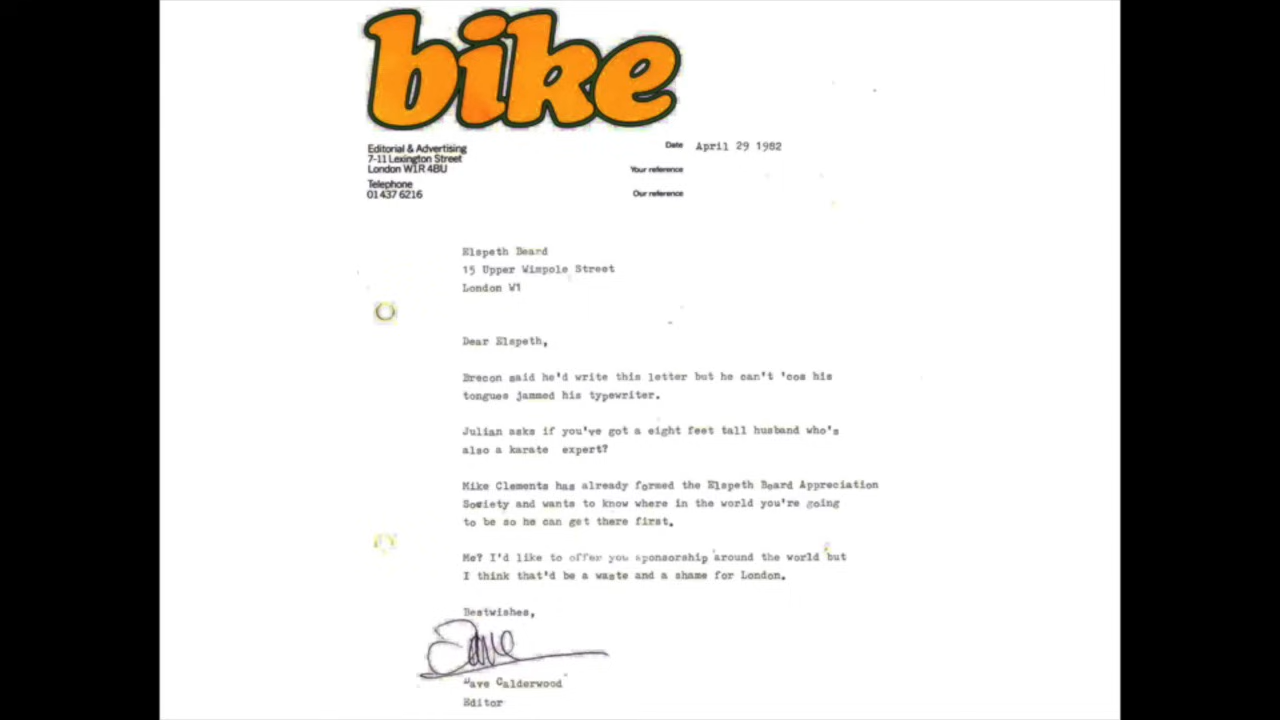 bike
Editorial & Advertising
7-11 Lexington Street
London W1R 4BU
Telephone
01 437 6216
Date April 29 1982
Your reference
Our reference
Elspeth Beard
15 Upper Wimpole Street
London W1
Dear Elspeth,
Brecon said he'd write this letter but he can't 'cos his
tongues jammed his typewriter.
Julian asks if you've got a eight feet tall husband who's
also a karate expert?
Mike Clements has already formed the Elspeth Beard Appreciation
Society and wants to know where in the world you're going
to be so he can get there first.
Me? I'd like to offer you sponsorship around the world but
I think that'd be a waste and a shame for London.
Bestwishes,
Dave
Dave Calderwood
Editor